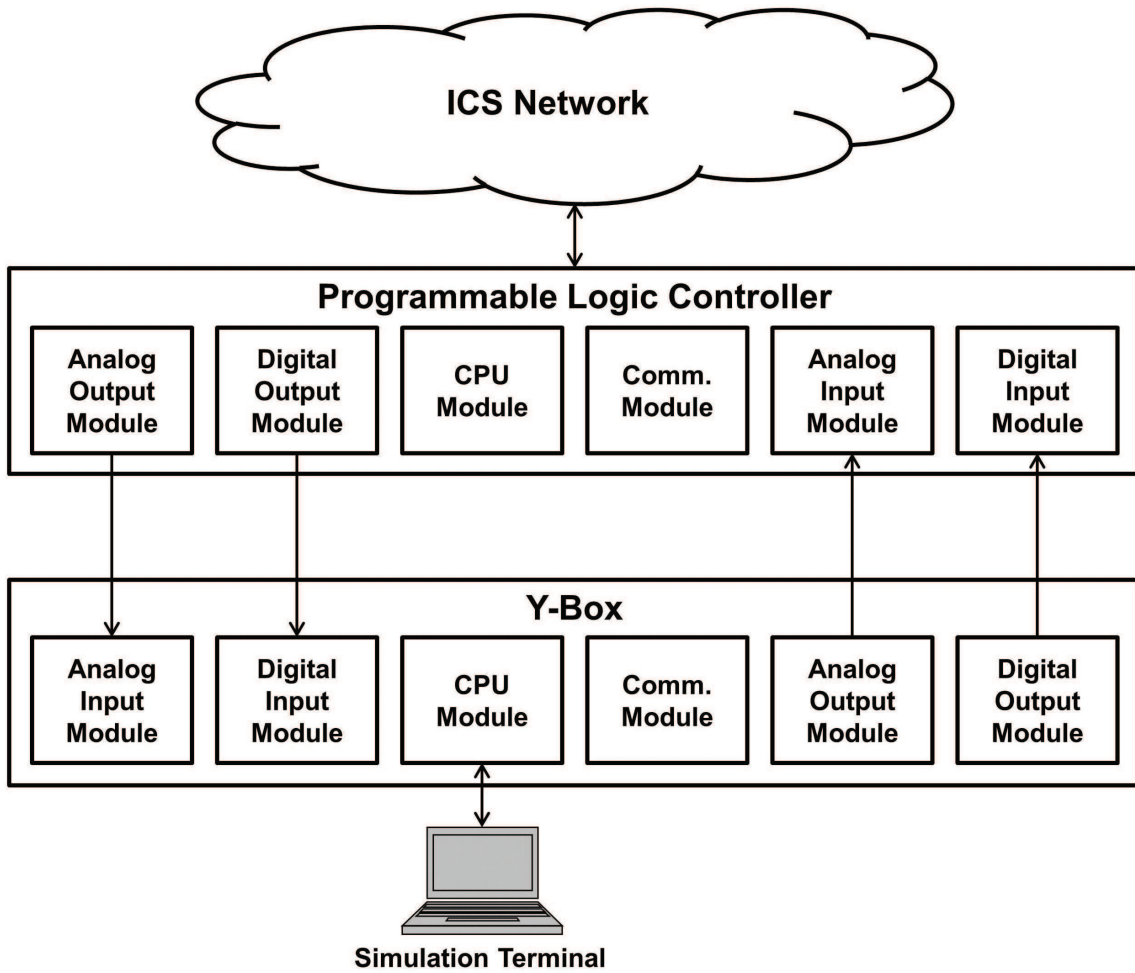 ICS Network
Programmable Logic Controller
Analog
Output
Module
Digital
Output
Module
CPU
Module
Comm.
Module
Analog
Input
Module
Digital
Input
Module
Y-Box
Analog
Input
Module
Digital
Input
Module
CPU
Module
Comm.
Module
Analog
Output
Module
Digital
Output
Module
Simulation Terminal